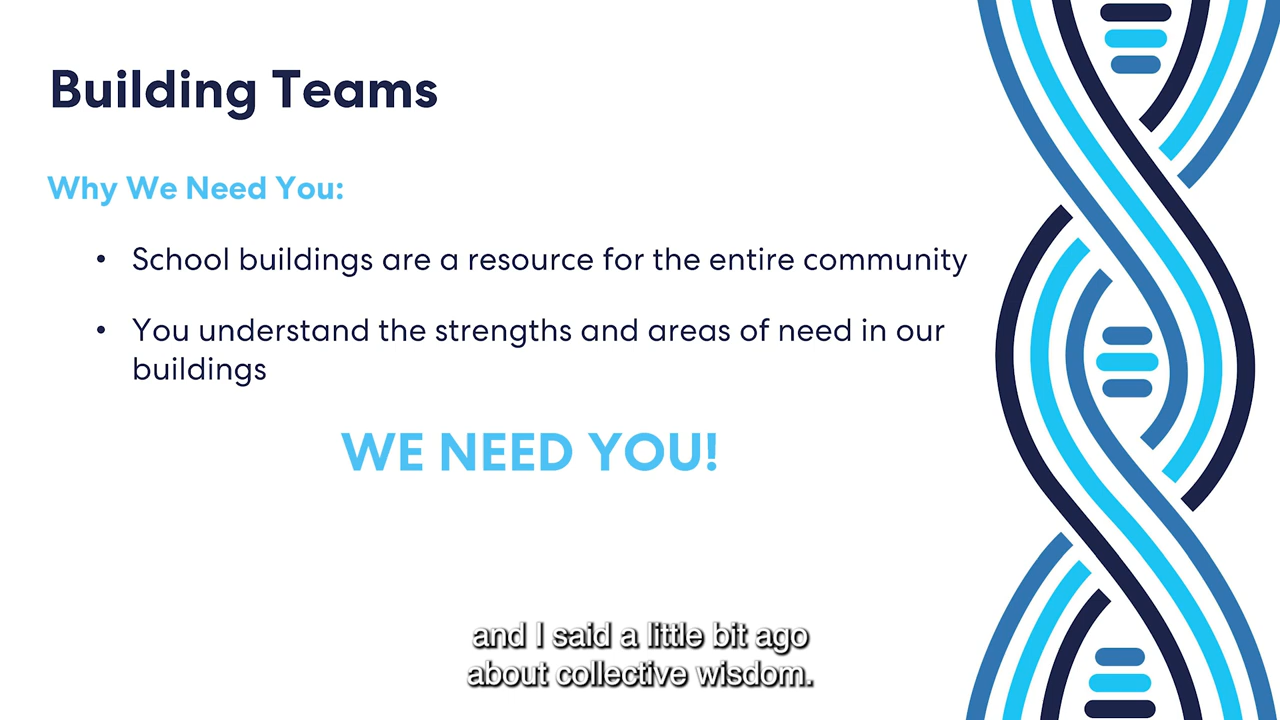 Building Teams
Why We Need You:
• School buildings are a resource for the entire community
• You understand the strengths and areas of need in our
buildings
WE NEED YOU!
and I said a little bit ago
about collective wisdom.